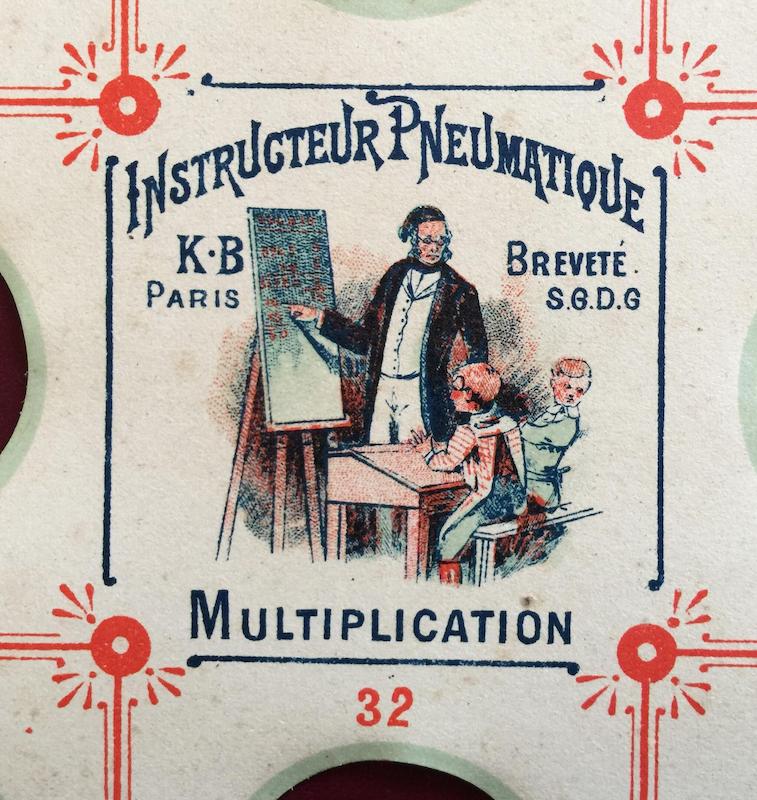 INSTRUCTEUR PNEUMATIQUE
K·B
PARIS
BREVETÉ.
S.G.D.G
MULTIPLICATION
32